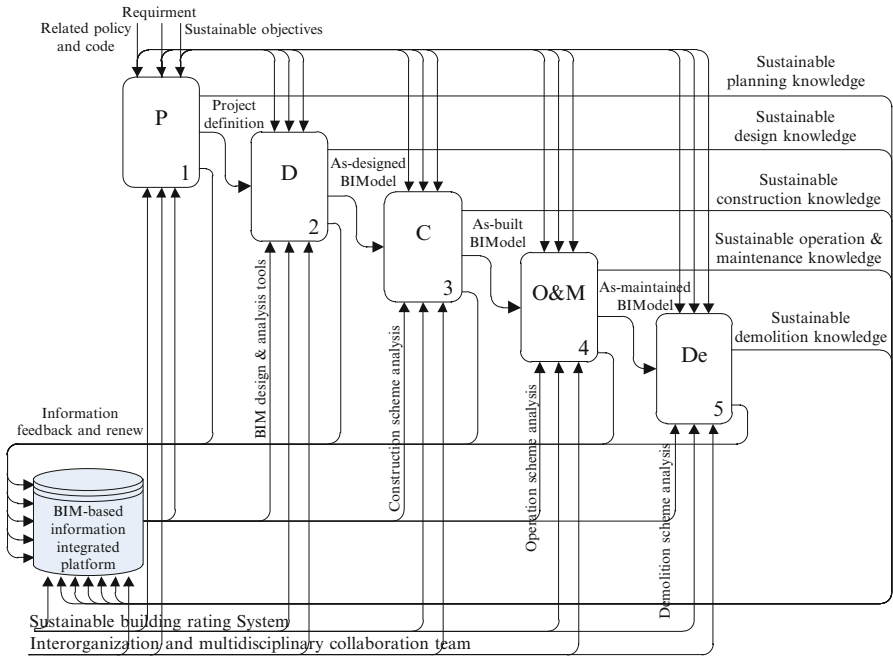 Requirment
Related policy
and code
Sustainable objectives
Sustainable
planning knowledge
P
1
Project
definition
Sustainable
design knowledge
D
2
As-designed
BIModel
Sustainable
construction knowledge
C
3
As-built
BIModel
Sustainable operation &
maintenance knowledge
O&M
4
As-maintained
BIModel
Sustainable
demolition knowledge
De
5
BIM design & analysis tools
Construction scheme analysis
Operation scheme analysis
Demolition scheme analysis
Information
feedback and renew
BIM-based
information
integrated
platform
Sustainable building rating System
Interorganization and multidisciplinary collaboration team